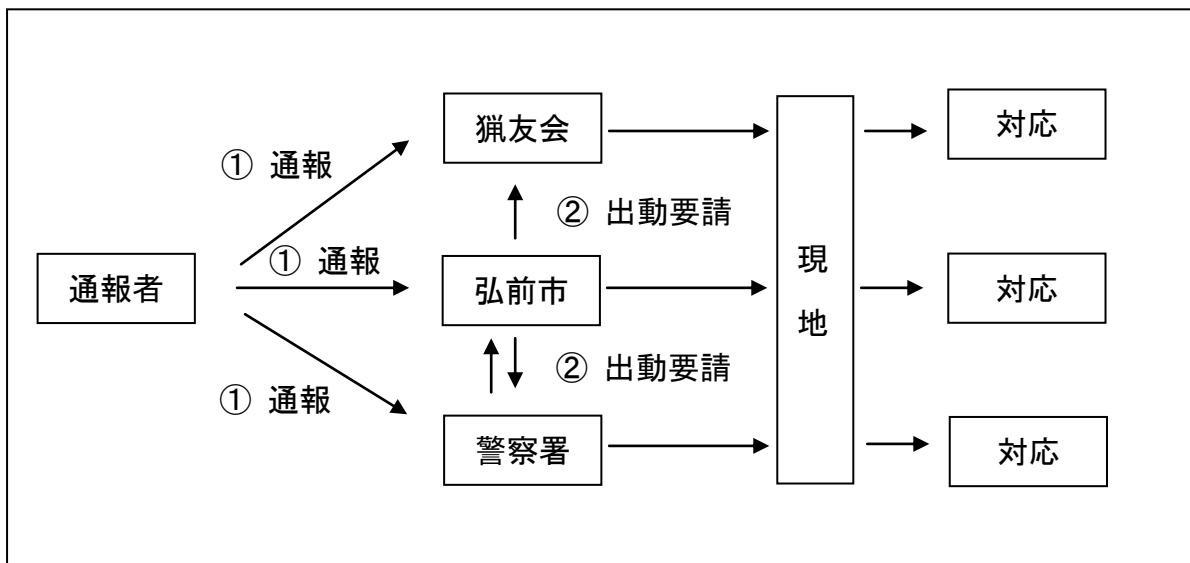 猟友会
対応
① 通報
② 出動要請
① 通報
通報者
弘前市
現地
対応
② 出動要請
① 通報
警察署
対応